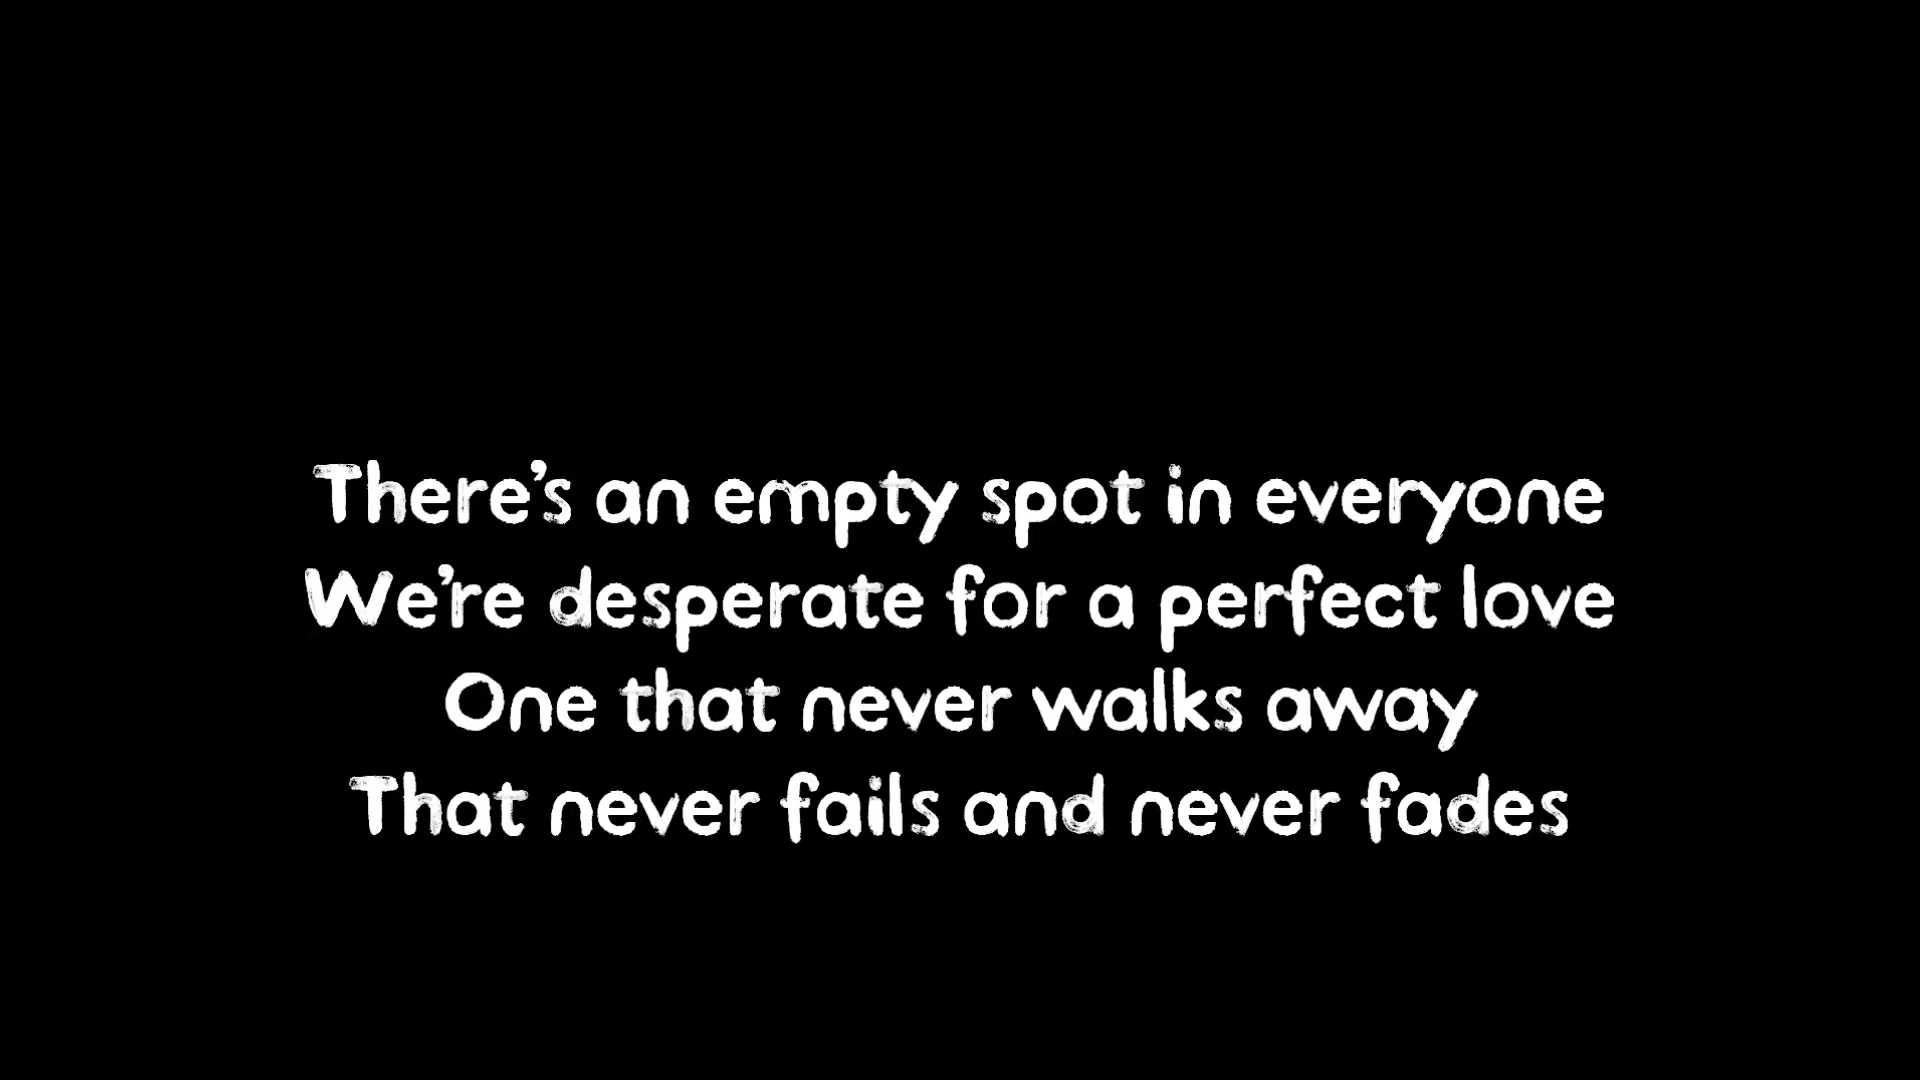 There’s an empty spot in everyone
We’re desperate for a perfect love
One that never walks away
That never fails and never fades